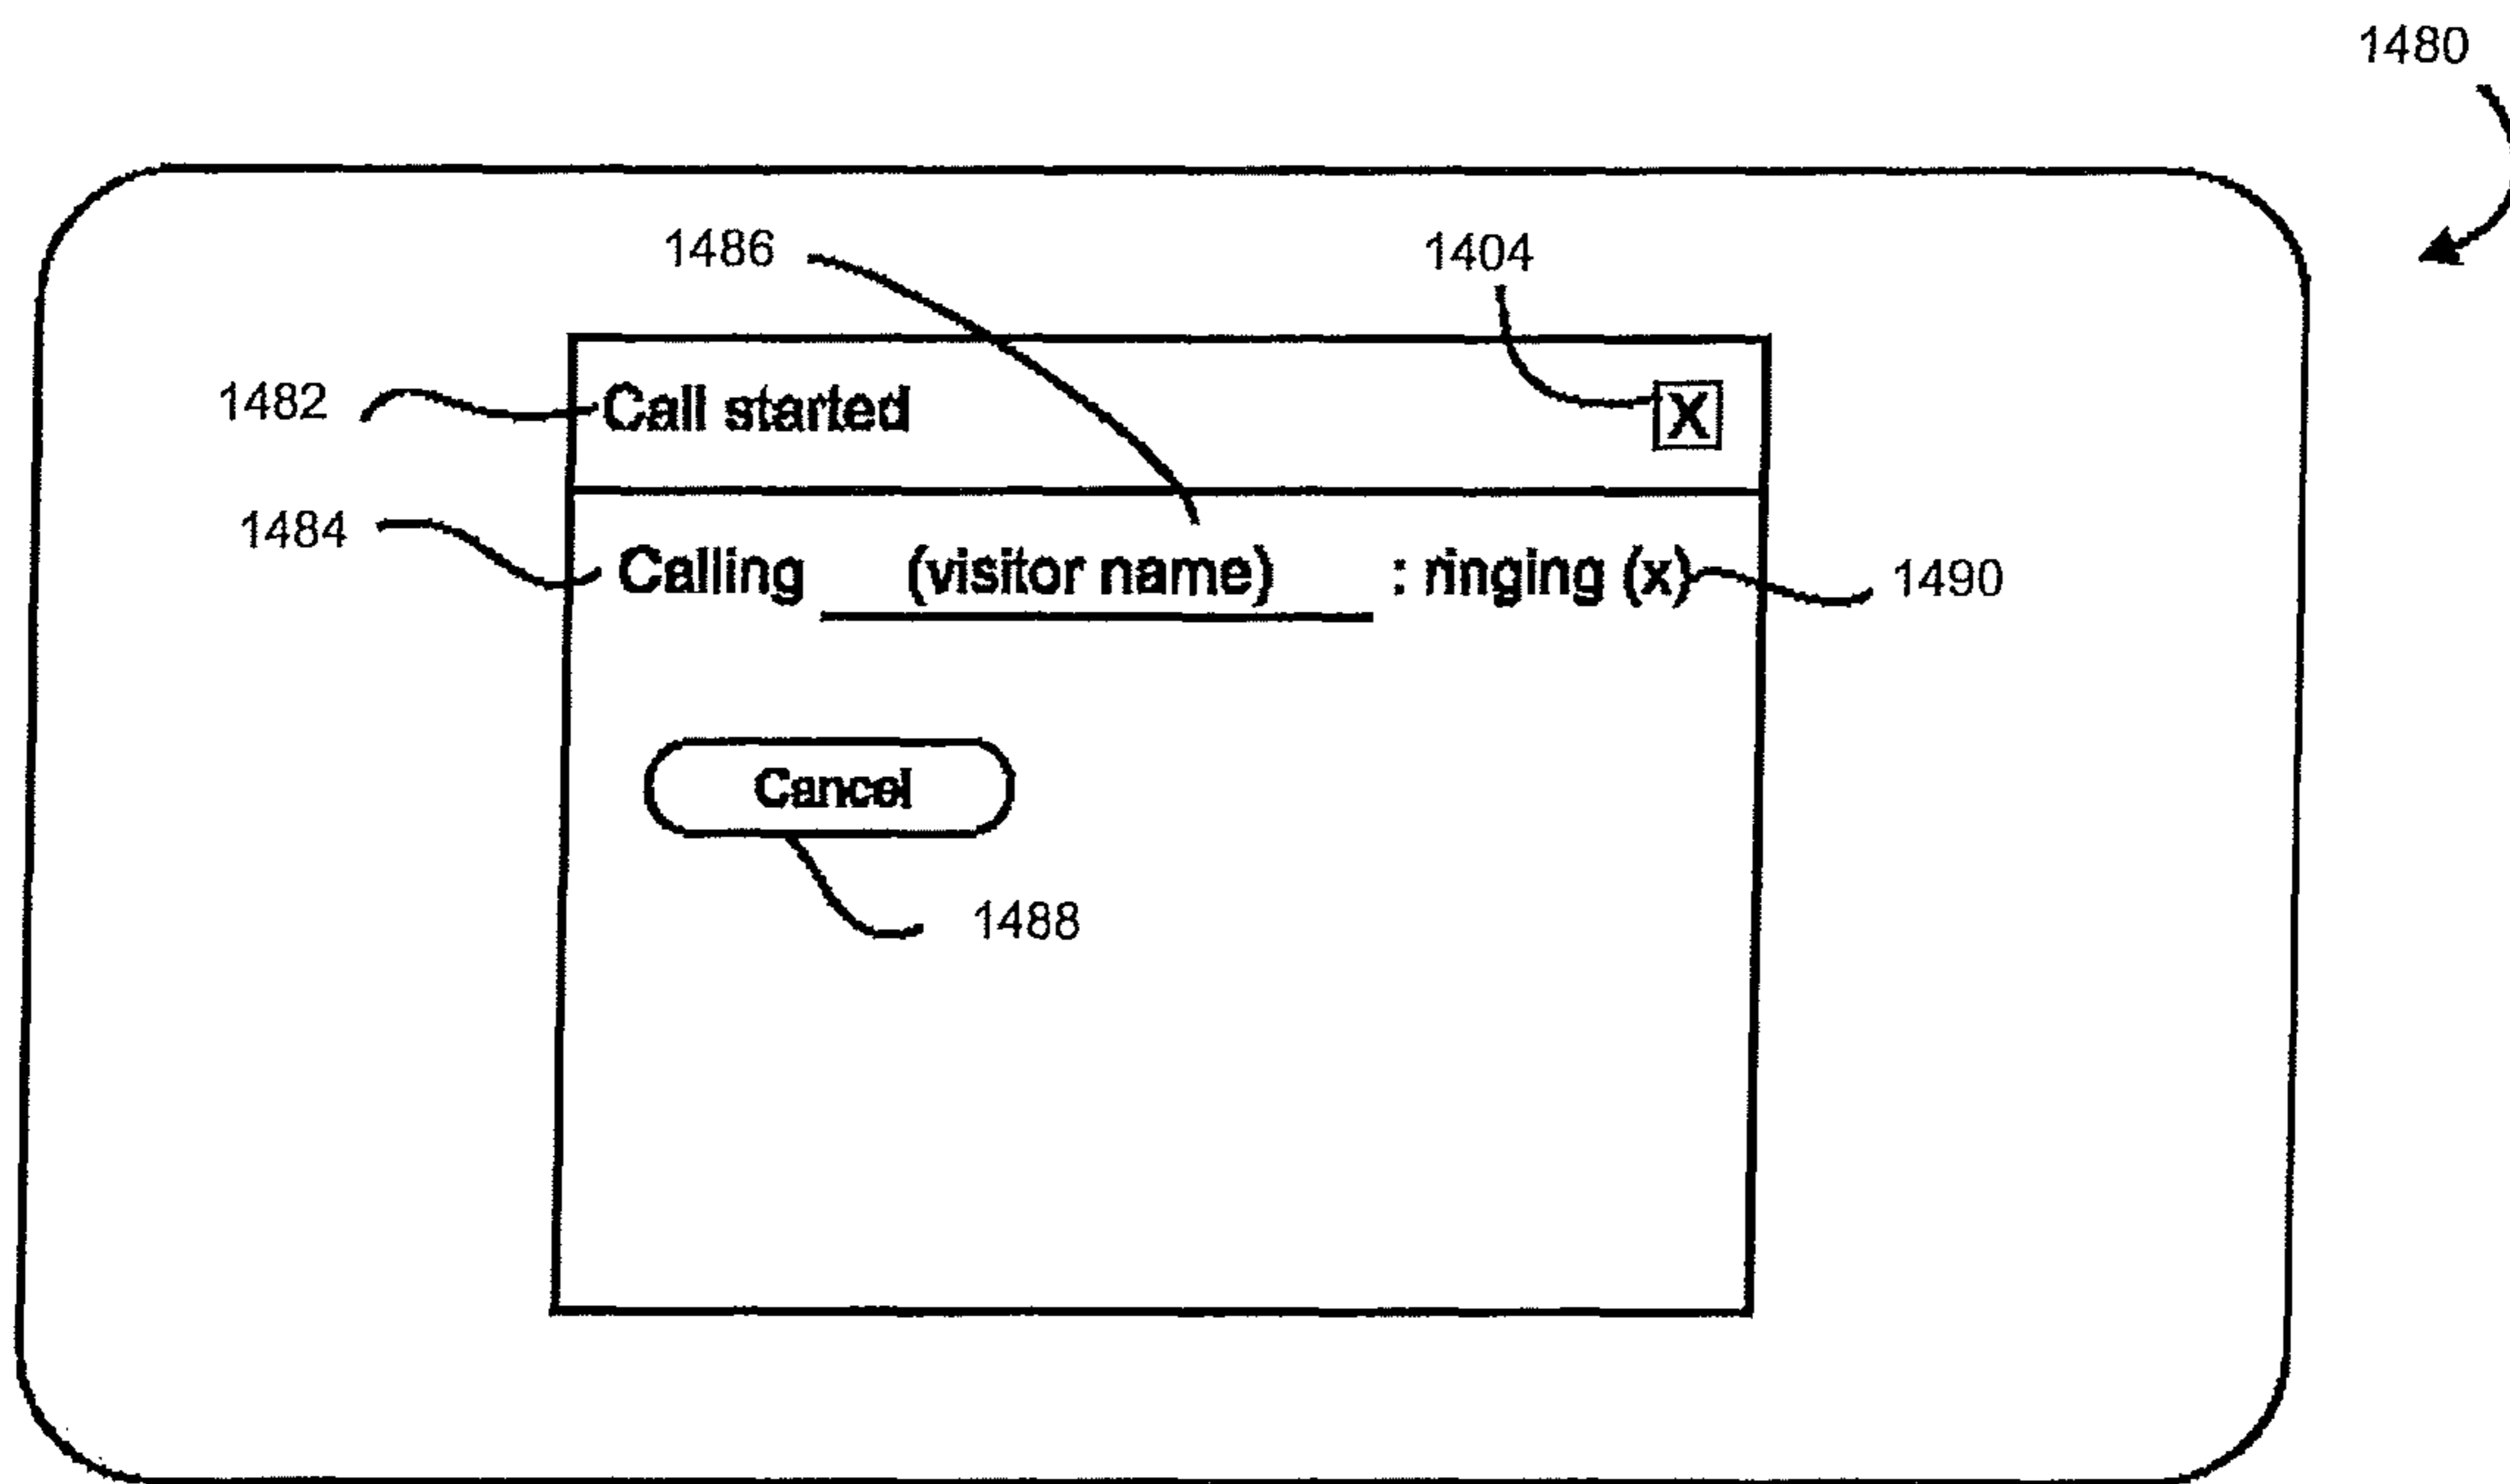 1480
1486
1404
1482
Call started
X
1484
Calling (visitor name) : ringing (x)
1490
Cancel
1488